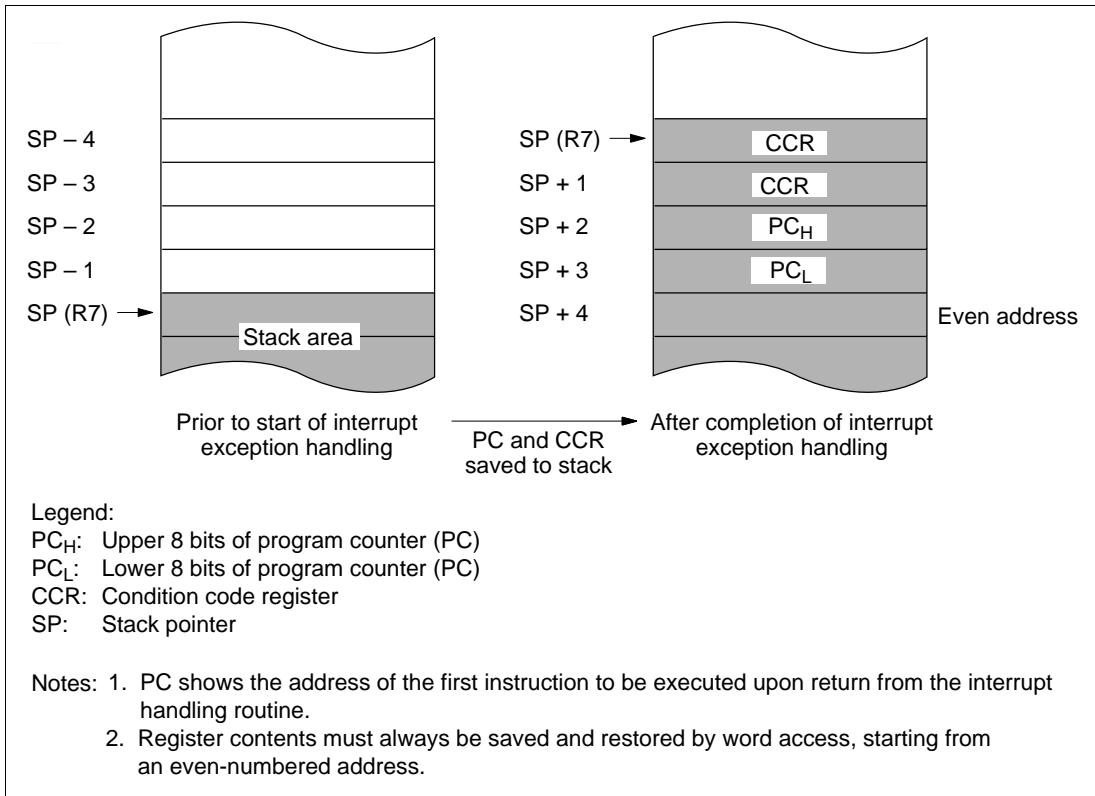 SP – 4
SP – 3
SP – 2
SP – 1
SP (R7)
Stack area
SP (R7)
SP + 1
SP + 2
SP + 3
SP + 4
CCR
CCR
PCH
PCL
Even address
Prior to start of interrupt
exception handling
PC and CCR
saved to stack
After completion of interrupt
exception handling
Legend:
PCH: Upper 8 bits of program counter (PC)
PCL: Lower 8 bits of program counter (PC)
CCR: Condition code register
SP: Stack pointer
Notes: 1. PC shows the address of the first instruction to be executed upon return from the interrupt
handling routine.
2. Register contents must always be saved and restored by word access, starting from
an even-numbered address.